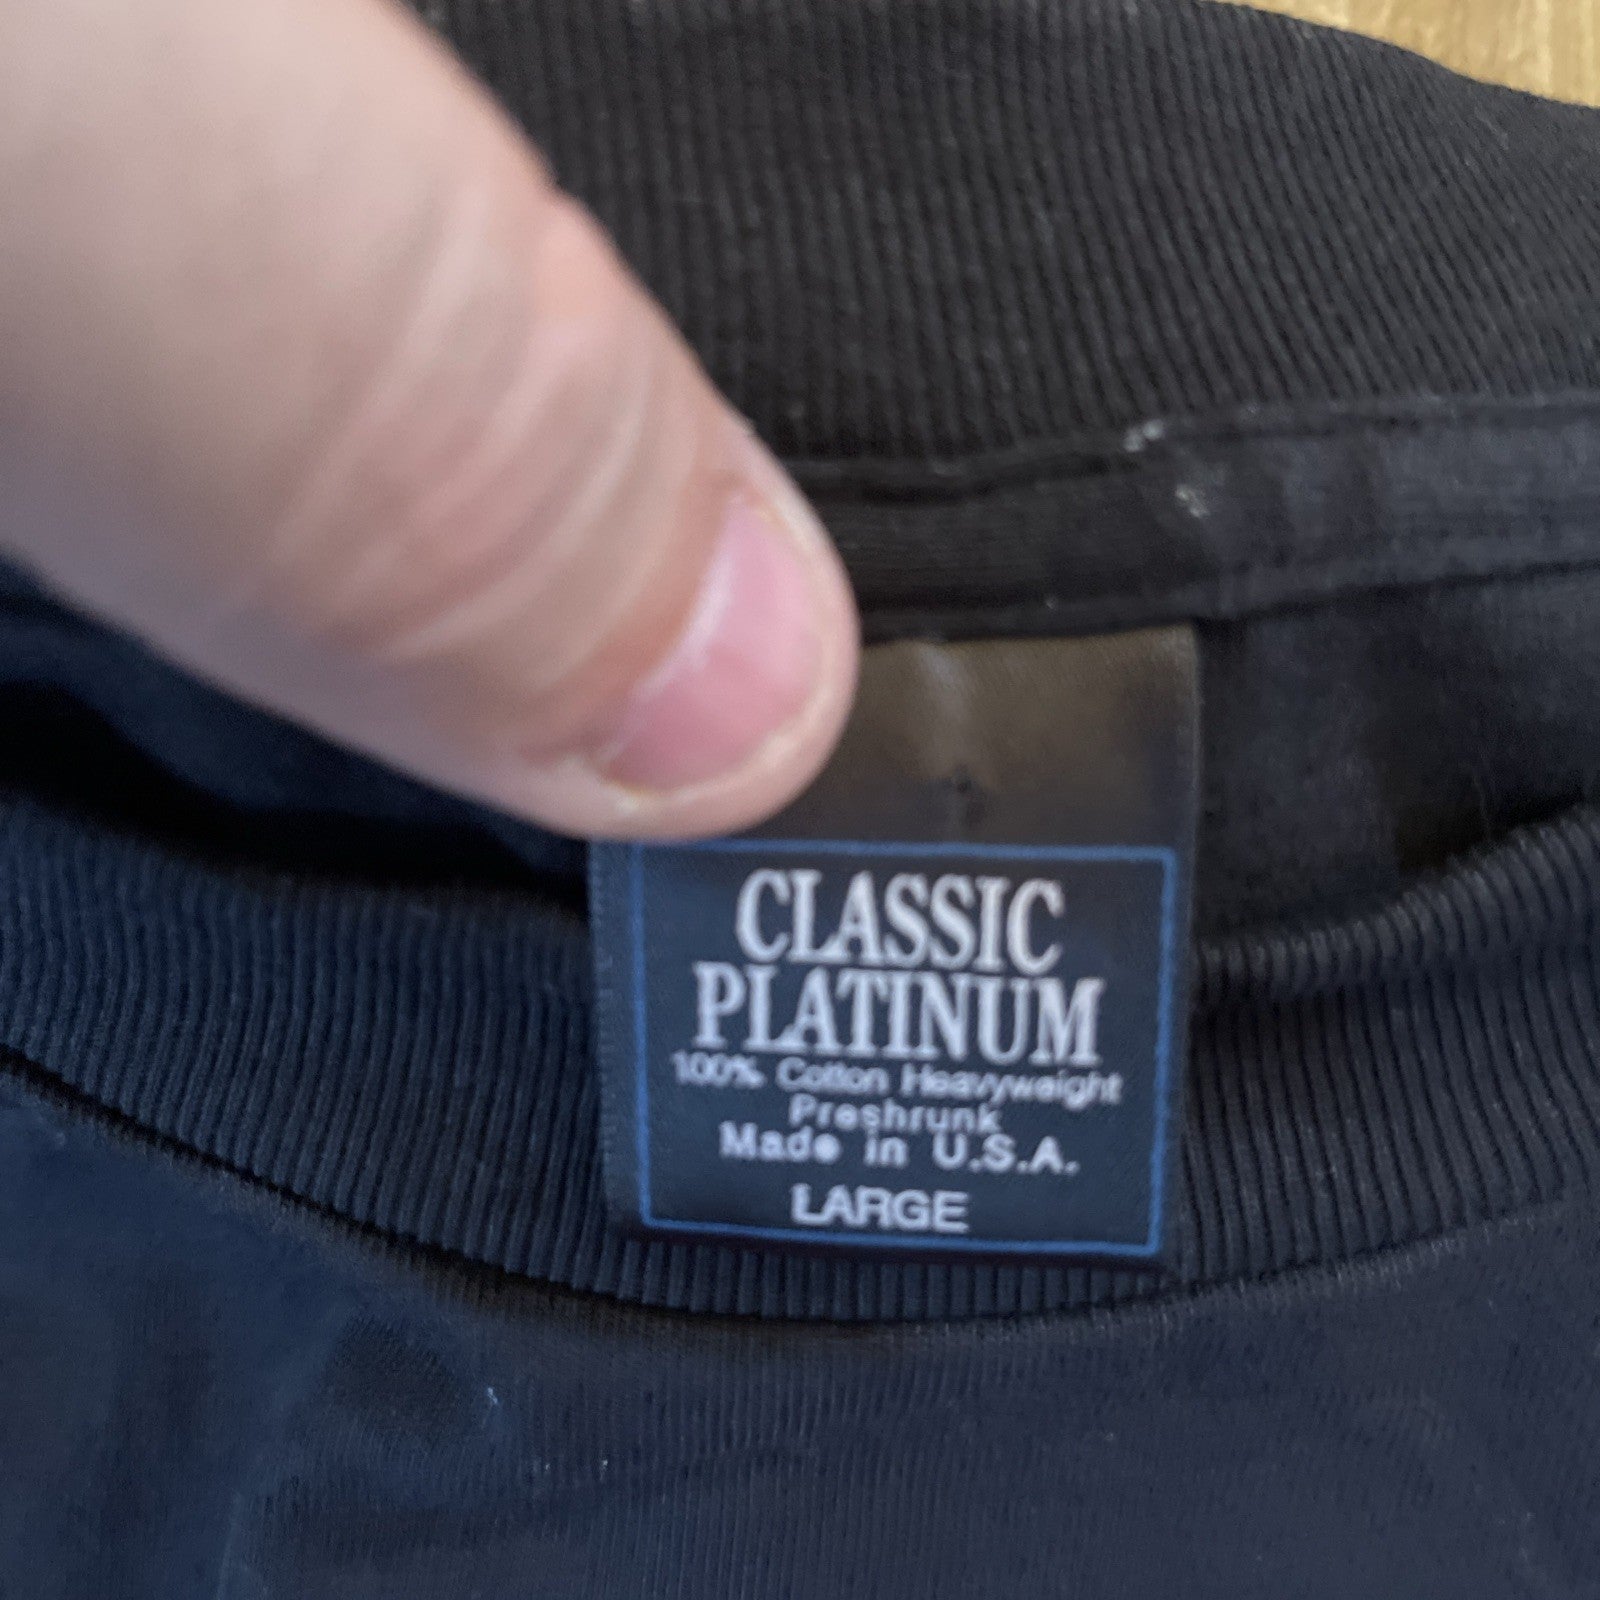 CLASSIC
PLATINUM
100% Cotton Heavyweight
Preshrunk
Made in U.S.A.
LARGE